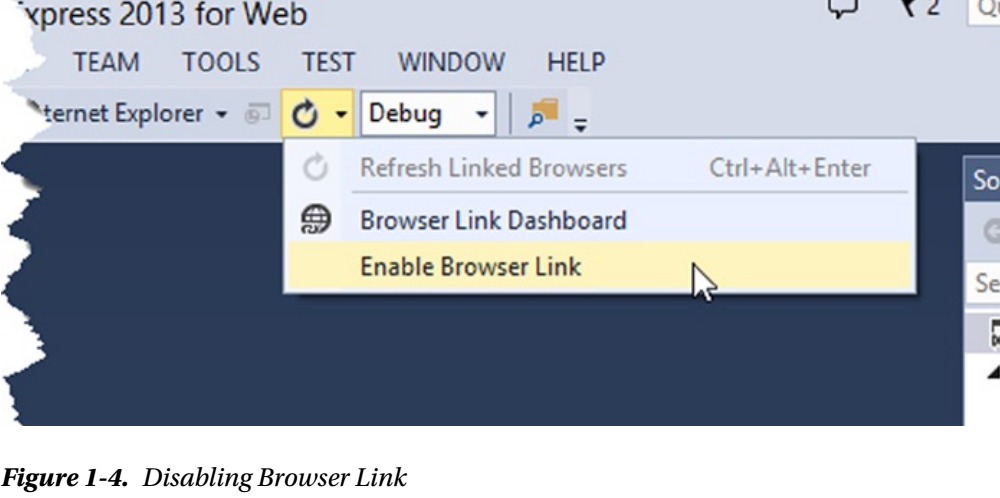 xpress 2013 for Web
2
TEAM TOOLS TEST WINDOW HELP
ternet Explorer Debug
Refresh Linked Browsers Ctrl+Alt+Enter
Browser Link Dashboard
Enable Browser Link
So
Se
Figure 1-4. Disabling Browser Link